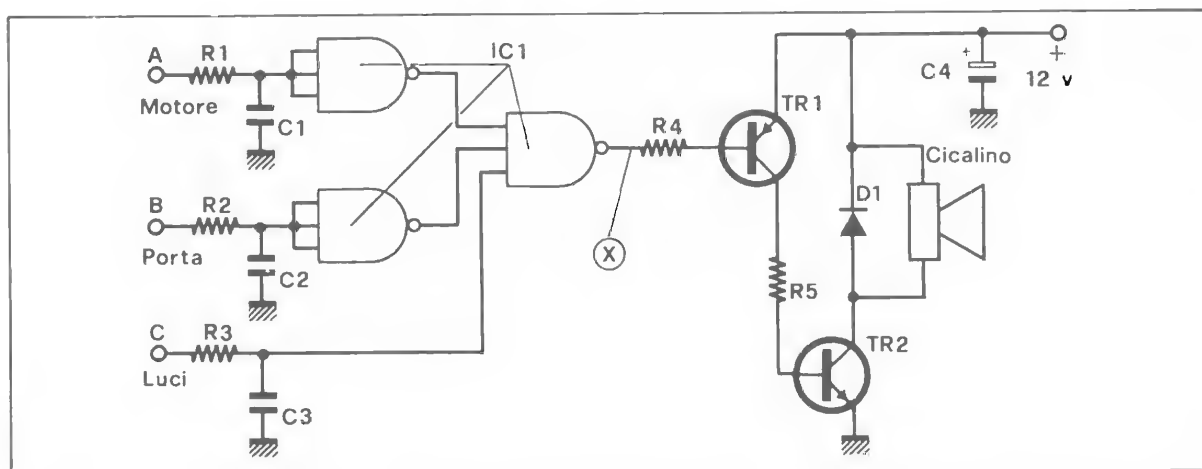 A
R1
Motore
C1
IC1
B
R2
Porta
C2
C
R3
Luci
C3
R4
X
TR1
R5
TR2
D1
Cicalino
C4
+
+
12 v